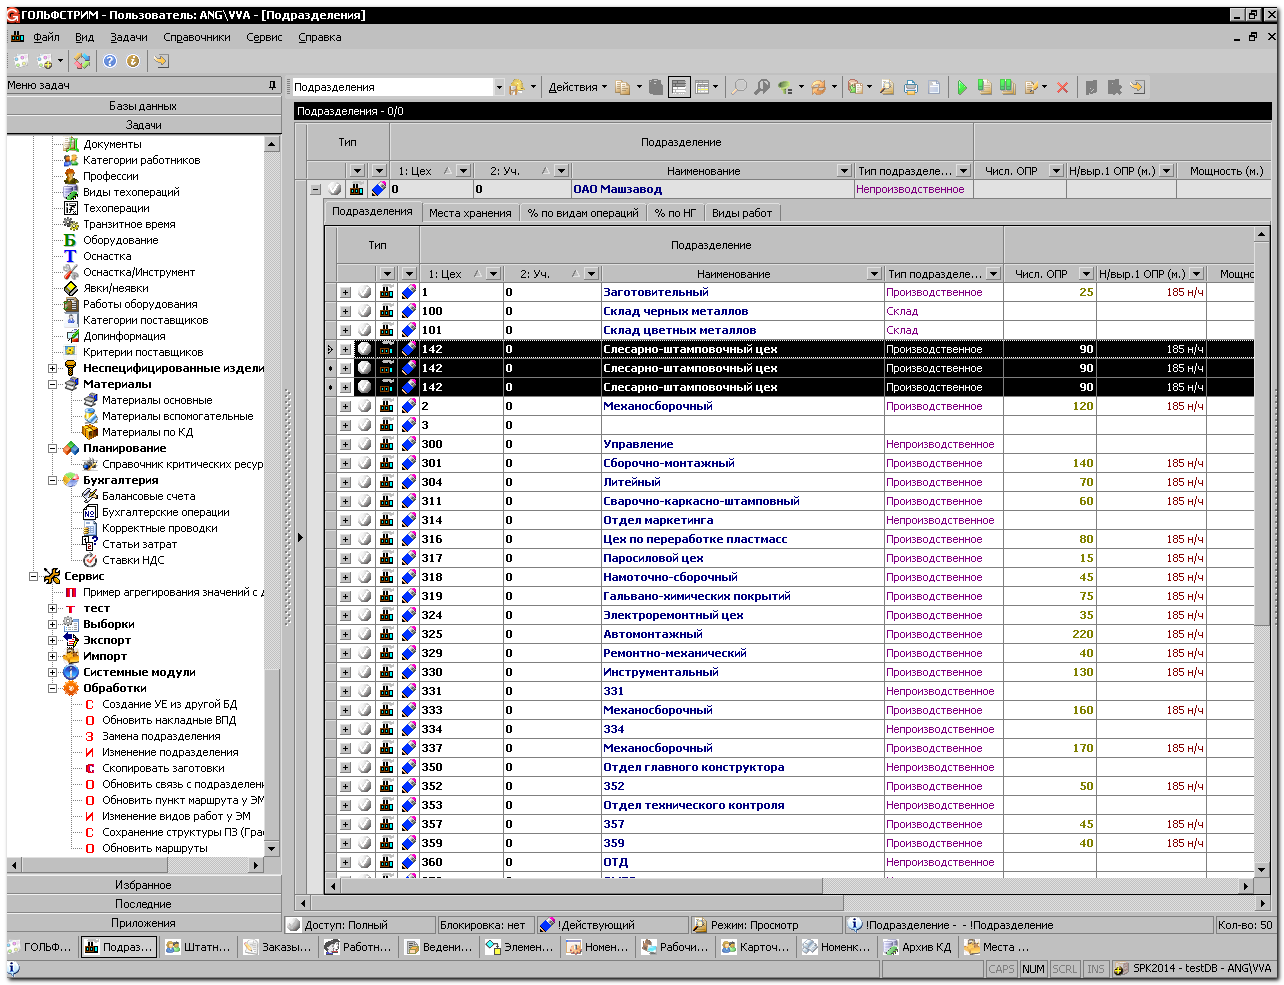 ГОЛЬФСТРИМ - Пользователь: ANG\VVA - [Подразделения]
Файл Вид Задачи Справочники Сервис Справка
Меню задач
Базы данных
Задачи
Документы
Категории работников
Профессии
Виды техопераций
Техоперации
Транзитное время
Оборудование
Оснастка
Оснастка/Инструмент
Явки/неявки
Работы оборудования
Категории поставщиков
Допинформация
Критерии поставщиков
Неспецифицированные издели
Материалы
Материалы основные
Материалы вспомогательные
Материалы по КД
Планирование
Справочник критических ресур
Бухгалтерия
Балансовые счета
Бухгалтерские операции
Корректные проводки
Статьи затрат
Ставки НДС
Сервис
Пример агрегирования значений с д
тест
Выборки
Экспорт
Импорт
Системные модули
Обработки
С Создание УЕ из другой БД
О Обновить накладные ВПД
З Замена подразделения
И Изменение подразделения
С Скопировать заготовки
О Обновить связь с подразделени
О Обновить пункт маршрута у ЭМ
И Изменение видов работ у ЭМ
С Сохранение структуры ПЗ (Граф
О Обновить маршруты
Избранное
Последние
Приложения
Подразделения Действия
Подразделения - 0/0
Тип Подразделение
1: Цех 2: Уч. Наименование Тип подразделе... Числ. ОПР Н/выр.1 ОПР (м.) Мощность (м.)
0 0 ОАО Машзавод Непроизводственное
Подразделения Места хранения % по видам операций % по НГ Виды работ
Тип Подразделение
1: Цех 2: Уч. Наименование Тип подразделе... Числ. ОПР Н/выр.1 ОПР (м.) Мощнс
1 0 Заготовительный Производственное 25 185 н/ч
100 0 Склад черных металлов Склад
101 0 Склад цветных металлов Склад
142 0 Слесарно-штамповочный цех Производственное 90 185 н/ч
142 0 Слесарно-штамповочный цех Производственное 90 185 н/ч
142 0 Слесарно-штамповочный цех Производственное 90 185 н/ч
2 0 Механосборочный Производственное 120 185 н/ч
3 0
300 0 Управление Непроизводственное
301 0 Сборочно-монтажный Производственное 140 185 н/ч
304 0 Литейный Производственное 70 185 н/ч
311 0 Сварочно-каркасно-штамповный Производственное 60 185 н/ч
314 0 Отдел маркетинга Непроизводственное
316 0 Цех по переработке пластмасс Производственное 80 185 н/ч
317 0 Паросиловой цех Производственное 15 185 н/ч
318 0 Намоточно-сборочный Производственное 45 185 н/ч
319 0 Гальвано-химических покрытий Производственное 75 185 н/ч
324 0 Электроремонтный цех Производственное 35 185 н/ч
325 0 Автомонтажный Производственное 220 185 н/ч
329 0 Ремонтно-механический Производственное 40 185 н/ч
330 0 Инструментальный Производственное 130 185 н/ч
331 0 331 Непроизводственное
333 0 Механосборочный Производственное 160 185 н/ч
334 0 334 Непроизводственное
337 0 Механосборочный Производственное 170 185 н/ч
350 0 Отдел главного конструктора Непроизводственное
352 0 352 Производственное 50 185 н/ч
353 0 Отдел технического контроля Непроизводственное
357 0 357 Производственное 45 185 н/ч
359 0 359 Производственное 40 185 н/ч
360 0 ОТД Непроизводственное
Доступ: Полный Блокировка: нет !Действующий Режим: Просмотр !Подразделение - - !Подразделение Кол-во: 50
ГОЛЬФ... Подраз... Штатн... Заказы... Работн... Ведени... Элемен... Номен... Рабочи... Карточ... Номенк... Архив КД Места ...
CAPS NUM SCRL INS SPK2014 - testDB - ANG\VVA